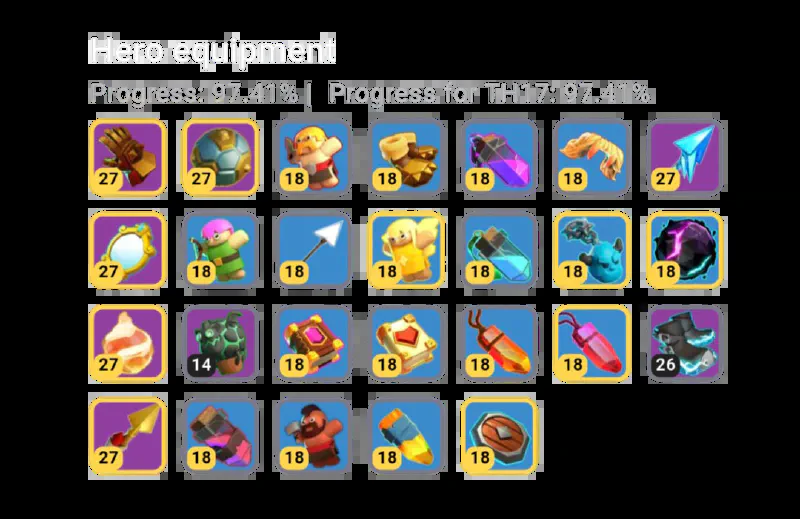 Hero equipment
Progress: 97.41% | Progress for TH17: 97.41%
27 27 18 18 18 18 27
27 18 18 18 18 18 18
27 14 18 18 18 18 26
27 18 18 18 18